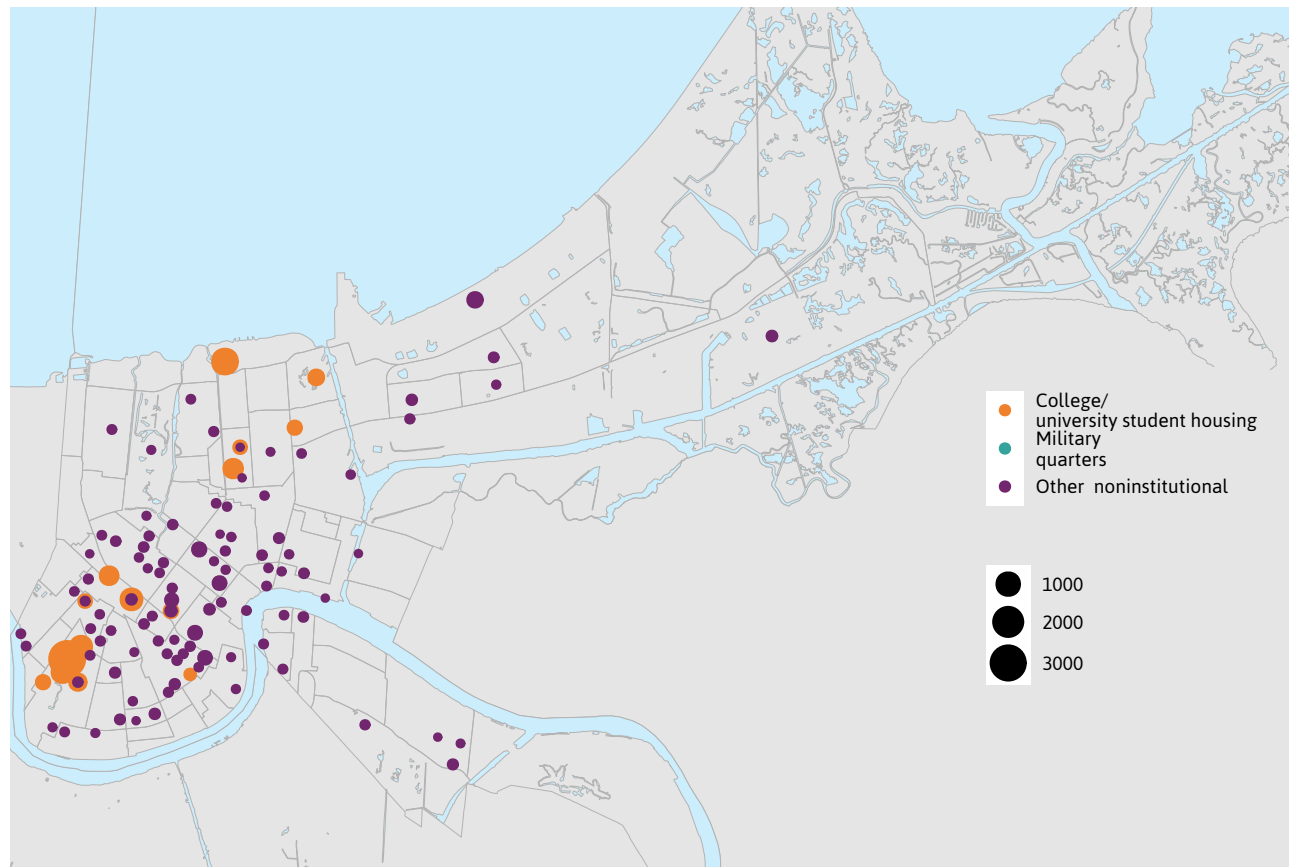 College/
university student housing
Military
quarters
Other noninstitutional
1000
2000
3000